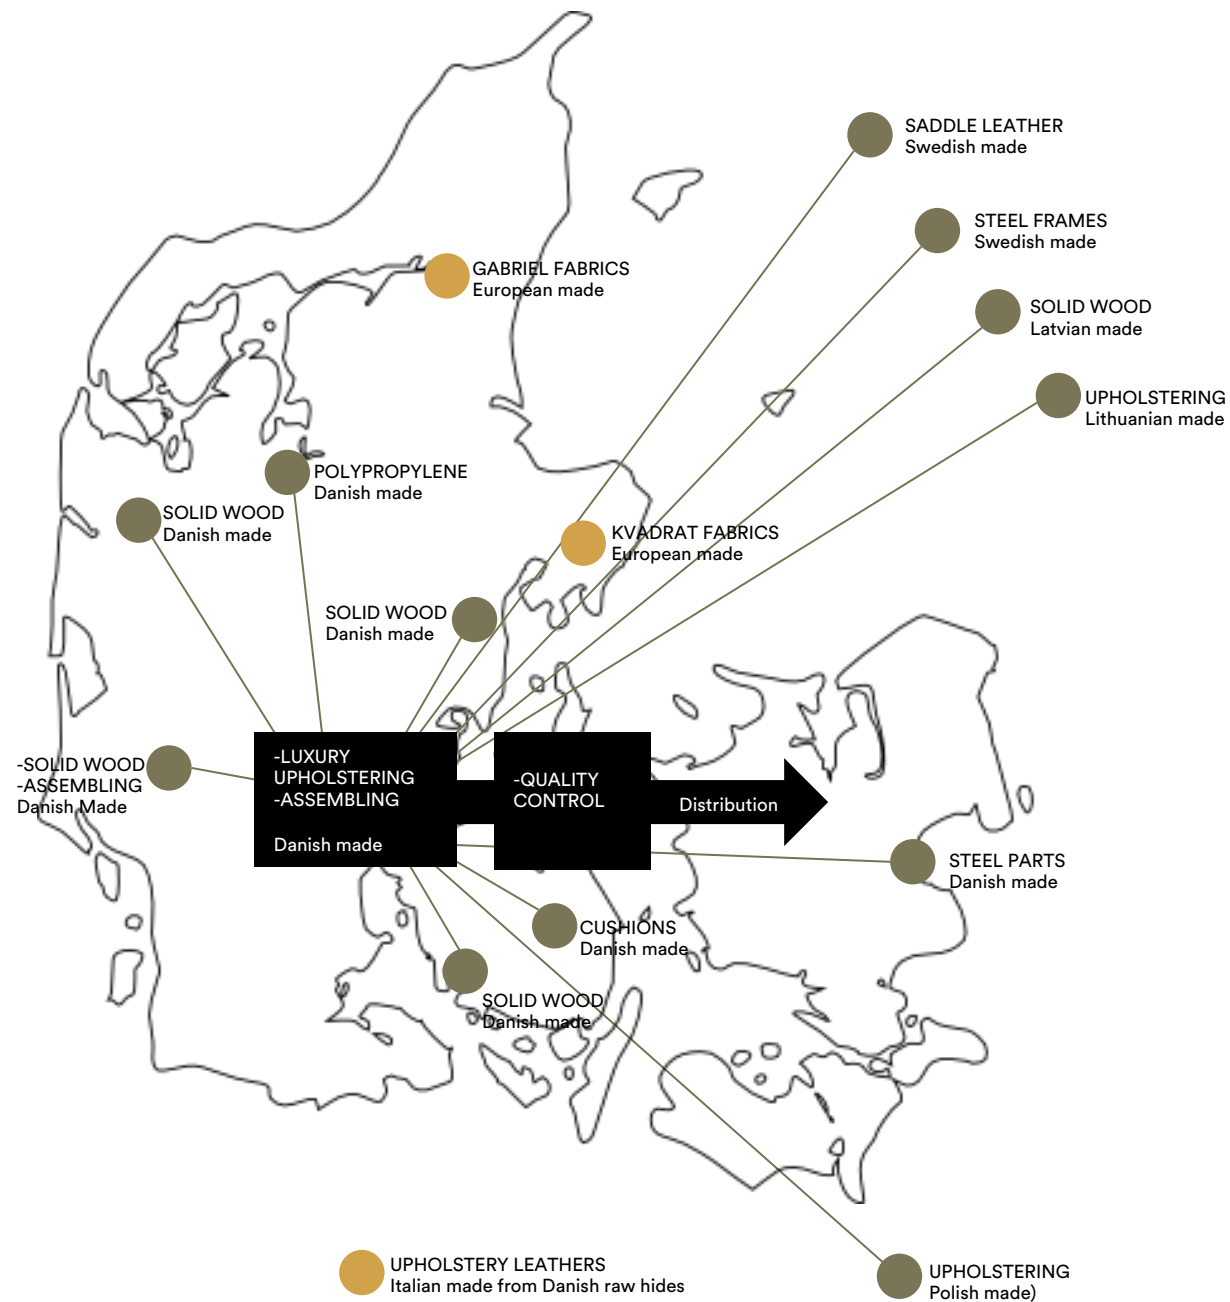 SADDLE LEATHER
Swedish made
STEEL FRAMES
Swedish made
GABRIEL FABRICS
European made
SOLID WOOD
Latvian made
UPHOLSTERING
Lithuanian made
POLYPROPYLENE
Danish made
SOLID WOOD
Danish made
KVADRAT FABRICS
European made
SOLID WOOD
Danish made
-SOLID WOOD
-ASSEMBLING
Danish Made
-LUXURY
UPHOLSTERING
-ASSEMBLING
Danish made
-QUALITY
CONTROL
Distribution
STEEL PARTS
Danish made
CUSHIONS
Danish made
SOLID WOOD
Danish made
UPHOLSTERY LEATHERS
Italian made from Danish raw hides
UPHOLSTERING
Polish made)